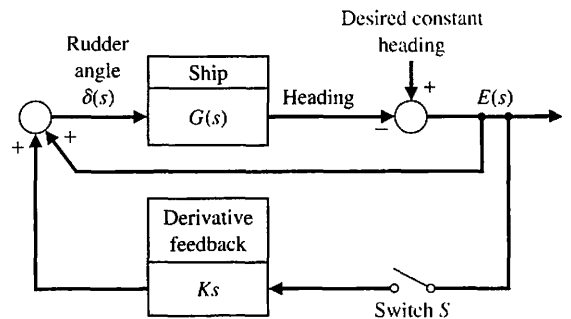 Desired constant
heading
Rudder
angle
δ(s)
Ship
G(s)
Heading
+
−
E(s)
+
+
Derivative
feedback
Ks
Switch S